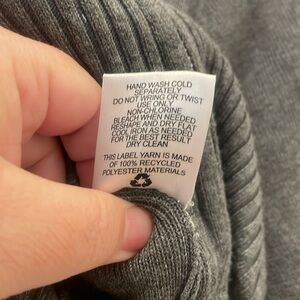 HAND WASH COLD
SEPARATELY
DO NOT WRING OR TWIST
USE ONLY
NON-CHLORINE
BLEACH WHEN NEEDED
RESHAPE AND DRY FLAT
COOL IRON AS NEEDED
FOR THE BEST RESULT
DRY CLEAN
THIS LABEL YARN IS MADE
OF 100% RECYCLED
POLYESTER MATERIALS